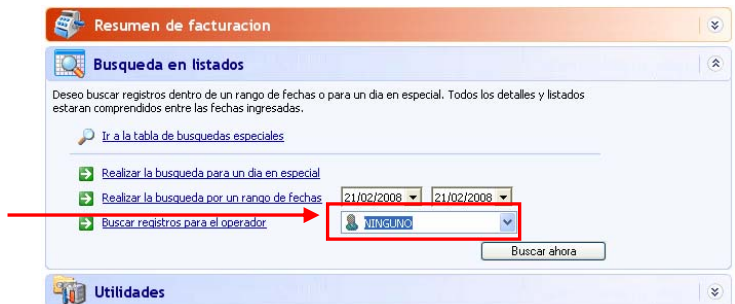 Resumen de facturacion
Busqueda en listados
Deseo buscar registros dentro de un rango de fechas o para un dia en especial. Todos los detalles y listados
estaran comprendidos entre las fechas ingresadas.
Ir a la tabla de busquedas especiales
Realizar la busqueda para un dia en especial
Realizar la busqueda por un rango de fechas 21/02/2008 21/02/2008
Buscar registros para el operador NINGUNO
Buscar ahora
Utilidades